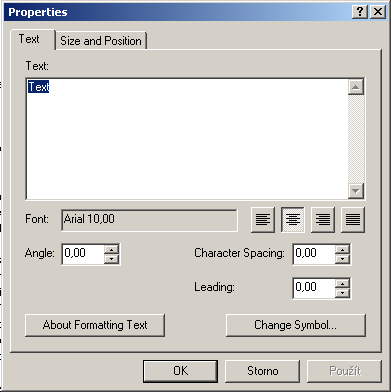 Properties
Text Size and Position
Text:
Text
Font: Arial 10,00
Angle: 0,00 Character Spacing: 0,00
Leading: 0,00
About Formatting Text Change Symbol...
OK Storno Použít